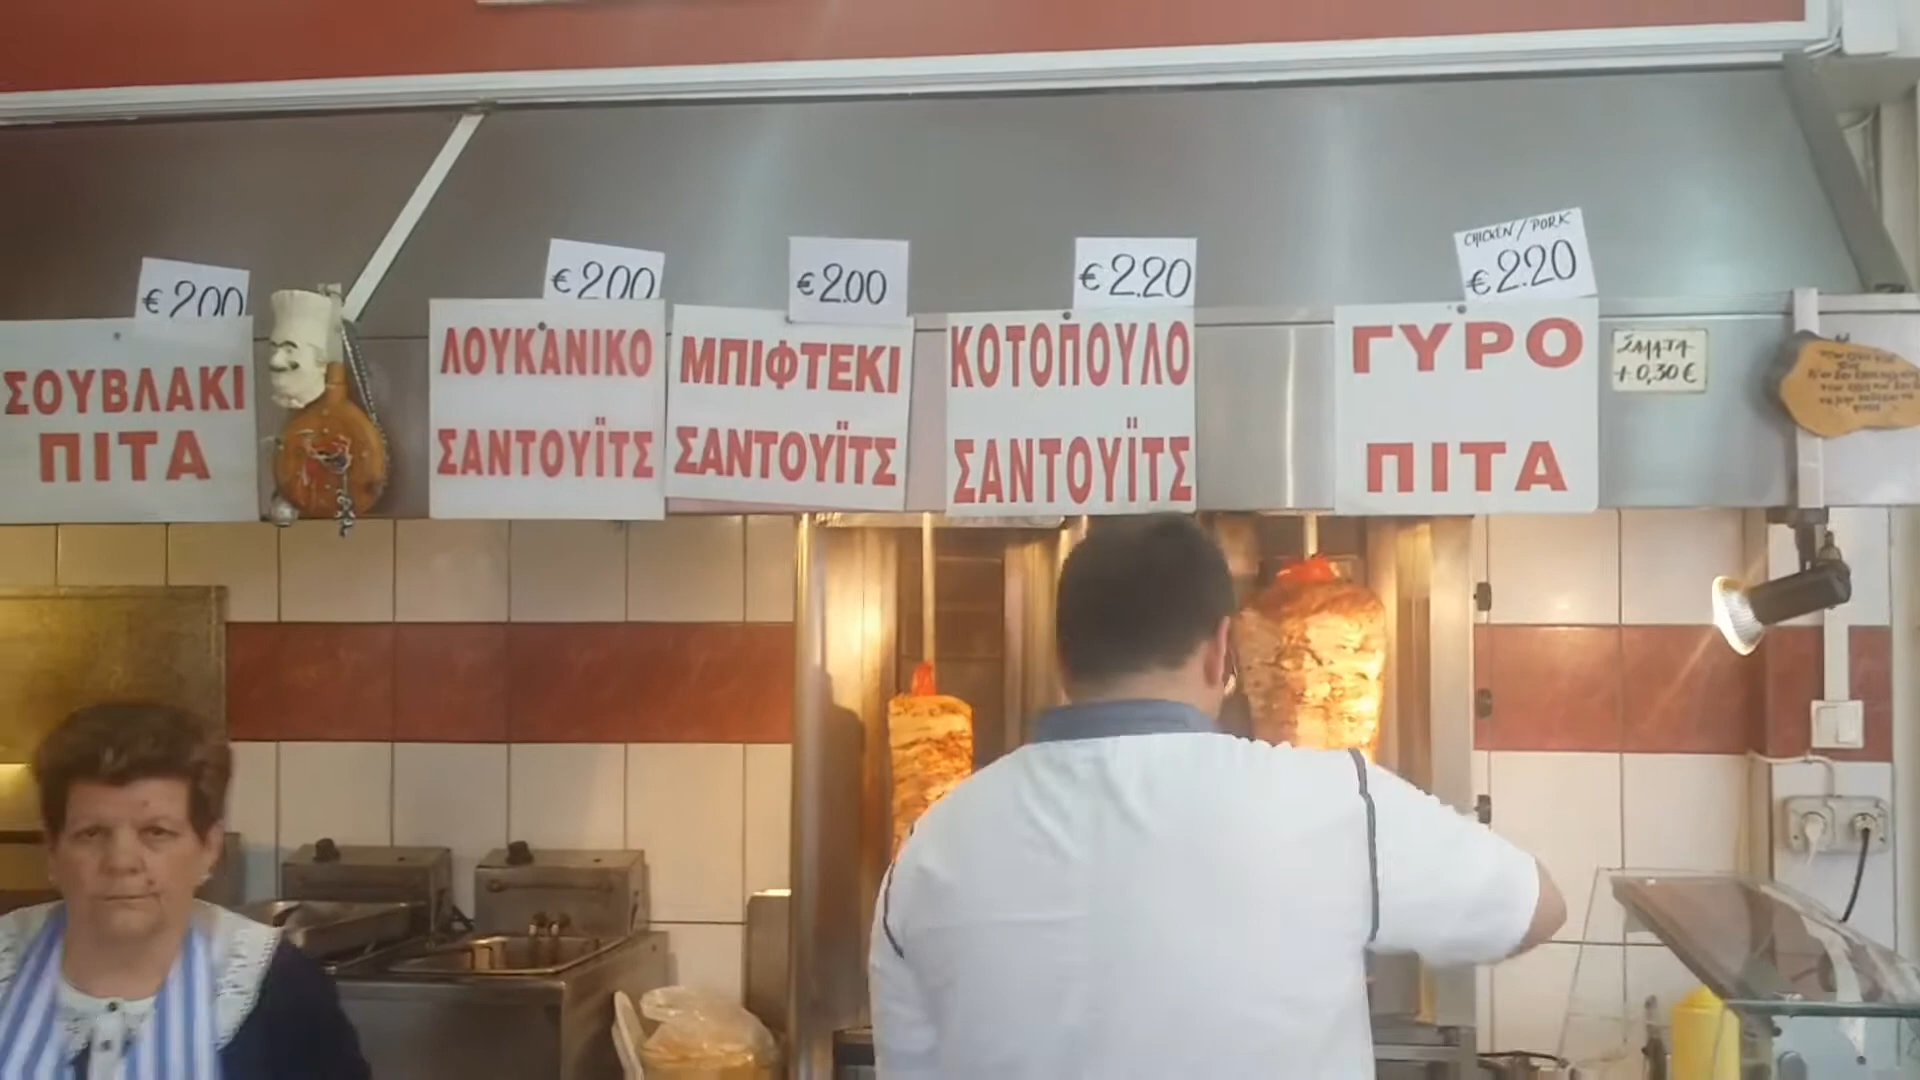 € 2.00
ΣΟΥΒΛΑΚΙ
ΠΙΤΑ
€ 2.00
ΛΟΥΚΑΝΙΚΟ
ΣΑΝΤΟΥΪΤΣ
€ 2.00
ΜΠΙΦΤΕΚΙ
ΣΑΝΤΟΥΪΤΣ
€ 2.20
ΚΟΤΟΠΟΥΛΟ
ΣΑΝΤΟΥΪΤΣ
CHICKEN / PORK
€ 2.20
ΓΥΡΟ
ΠΙΤΑ
ΣΑΛΑΤΑ
+ 0,30 €